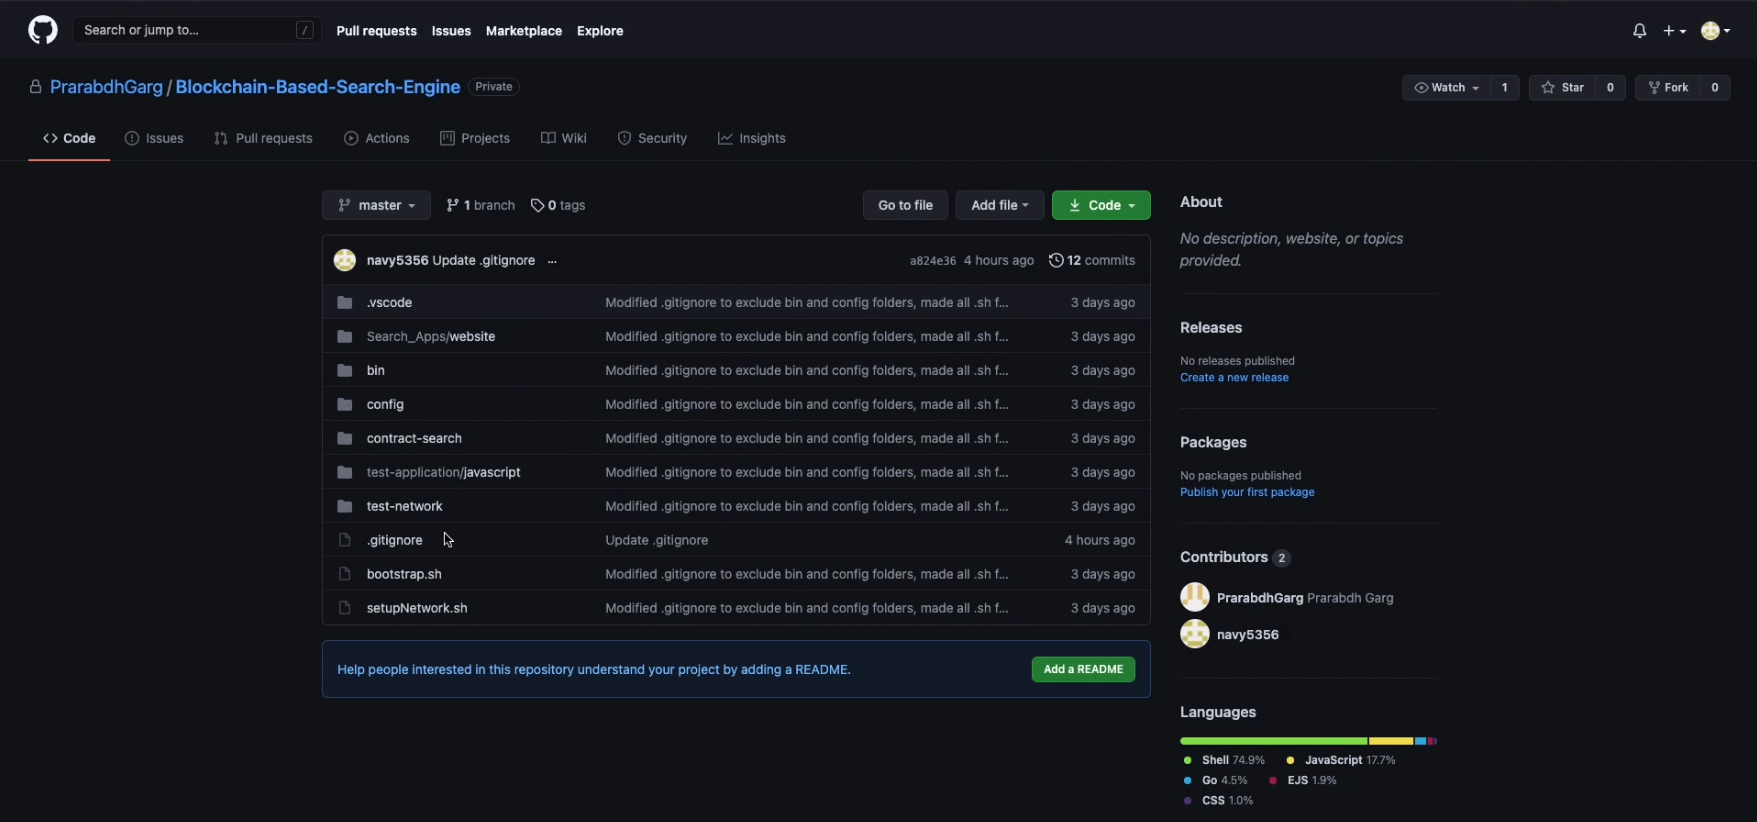 Search or jump to... / Pull requests Issues Marketplace Explore
PrarabdhGarg / Blockchain-Based-Search-Engine Private Watch 1 Star 0 Fork 0
Code Issues Pull requests Actions Projects Wiki Security Insights
master 1 branch 0 tags Go to file Add file Code
navy5356 Update .gitignore ... a824e36 4 hours ago 12 commits
.vscode Modified .gitignore to exclude bin and config folders, made all .sh f... 3 days ago
Search_Apps/website Modified .gitignore to exclude bin and config folders, made all .sh f... 3 days ago
bin Modified .gitignore to exclude bin and config folders, made all .sh f... 3 days ago
config Modified .gitignore to exclude bin and config folders, made all .sh f... 3 days ago
contract-search Modified .gitignore to exclude bin and config folders, made all .sh f... 3 days ago
test-application/javascript Modified .gitignore to exclude bin and config folders, made all .sh f... 3 days ago
test-network Modified .gitignore to exclude bin and config folders, made all .sh f... 3 days ago
.gitignore Update .gitignore 4 hours ago
bootstrap.sh Modified .gitignore to exclude bin and config folders, made all .sh f... 3 days ago
setupNetwork.sh Modified .gitignore to exclude bin and config folders, made all .sh f... 3 days ago
Help people interested in this repository understand your project by adding a README. Add a README
About
No description, website, or topics
provided.
Releases
No releases published
Create a new release
Packages
No packages published
Publish your first package
Contributors 2
PrarabdhGarg Prarabdh Garg
navy5356
Languages
Shell 74.9% JavaScript 17.7%
Go 4.5% EJS 1.9%
CSS 1.0%